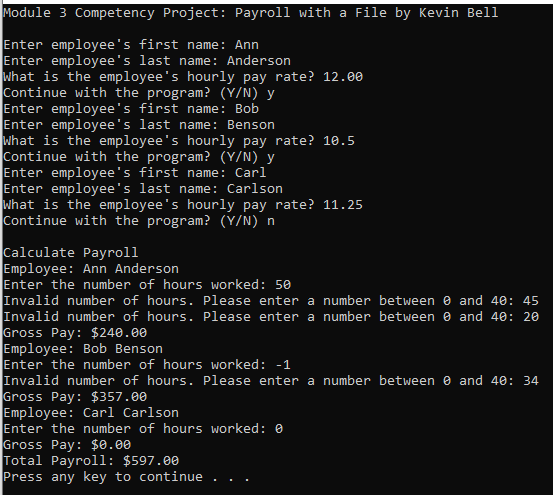 Module 3 Competency Project: Payroll with a File by Kevin Bell
Enter employee's first name: Ann
Enter employee's last name: Anderson
What is the employee's hourly pay rate? 12.00
Continue with the program? (Y/N) y
Enter employee's first name: Bob
Enter employee's last name: Benson
What is the employee's hourly pay rate? 10.5
Continue with the program? (Y/N) y
Enter employee's first name: Carl
Enter employee's last name: Carlson
What is the employee's hourly pay rate? 11.25
Continue with the program? (Y/N) n
Calculate Payroll
Employee: Ann Anderson
Enter the number of hours worked: 50
Invalid number of hours. Please enter a number between 0 and 40: 45
Invalid number of hours. Please enter a number between 0 and 40: 20
Gross Pay: $240.00
Employee: Bob Benson
Enter the number of hours worked: -1
Invalid number of hours. Please enter a number between 0 and 40: 34
Gross Pay: $357.00
Employee: Carl Carlson
Enter the number of hours worked: 0
Gross Pay: $0.00
Total Payroll: $597.00
Press any key to continue . . .